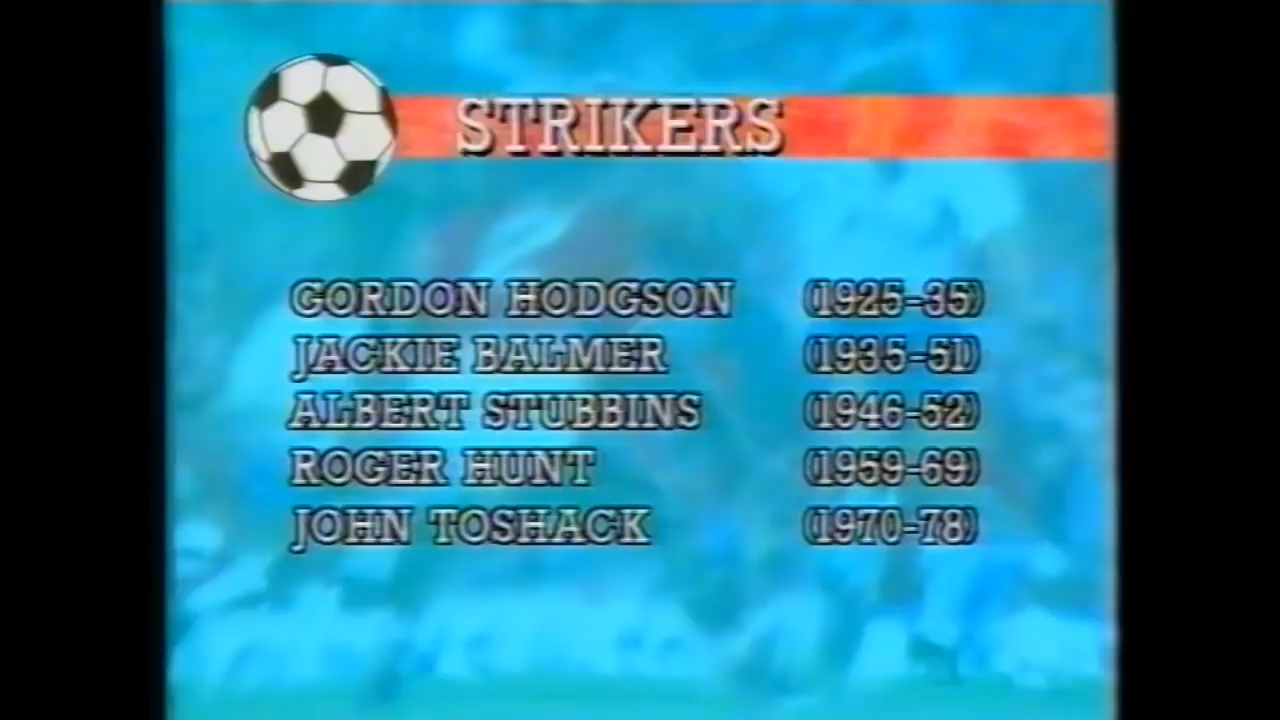 STRIKERS
GORDON HODGSON (1925-35)
JACKIE BALMER (1935-51)
ALBERT STUBBINS (1946-52)
ROGER HUNT (1959-69)
JOHN TOSHACK (1970-78)